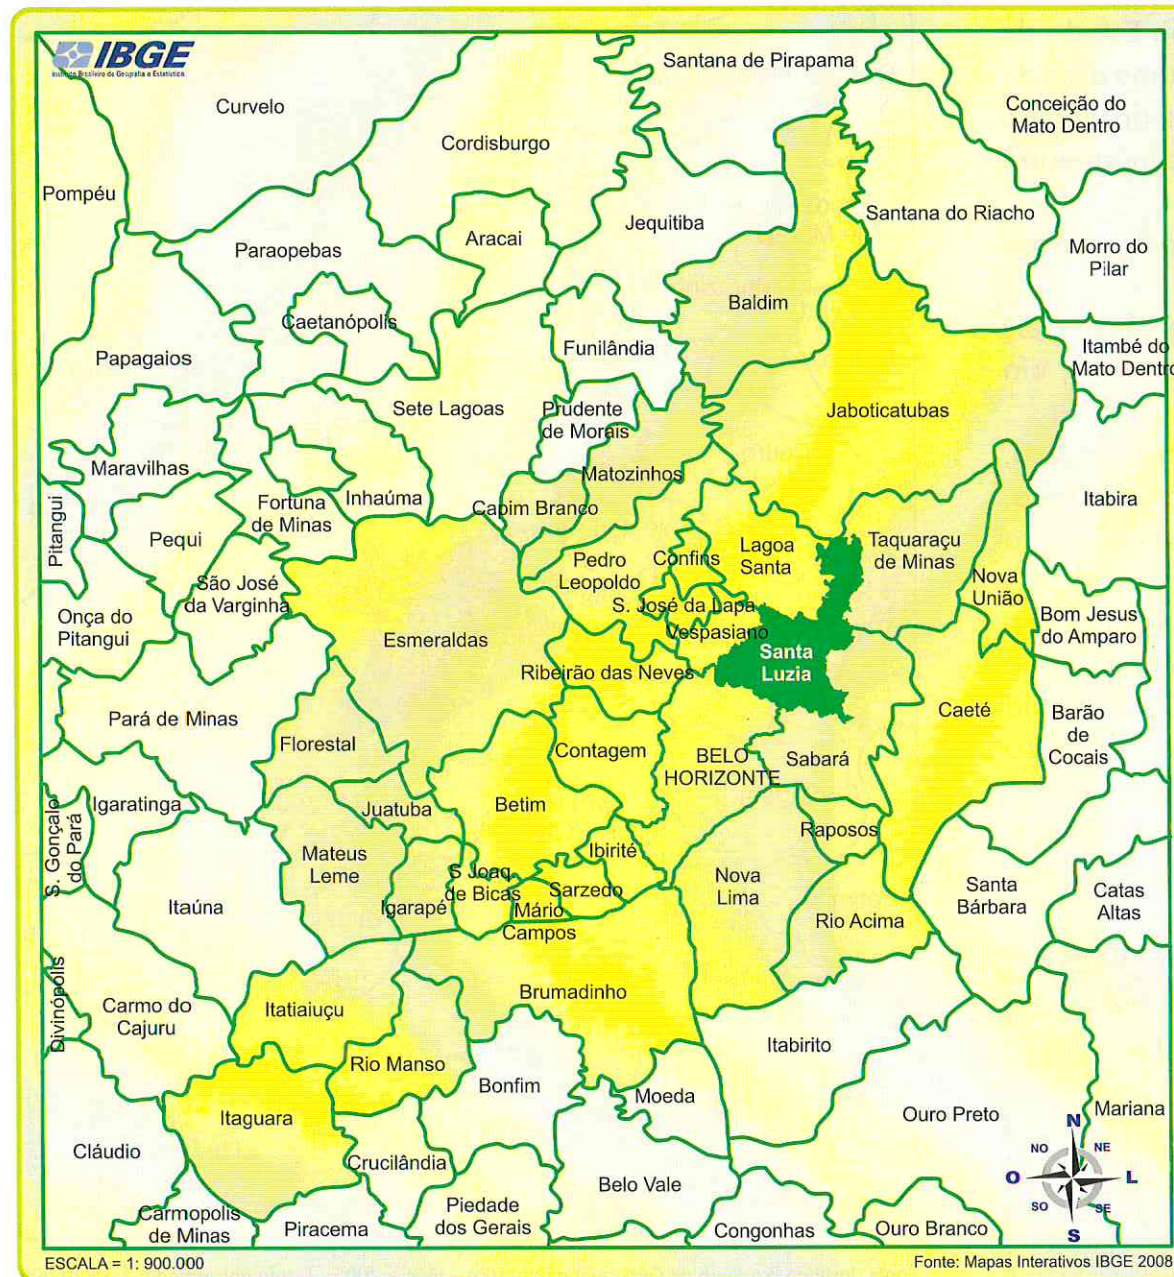 IBGE
Instituto Brasileiro de Geografia e Estatística
Santana de Pirapama
Curvelo
Conceição do
Mato Dentro
Cordisburgo
Pompéu
Santana do Riacho
Jequitiba
Aracai
Paraopebas
Morro do
Pilar
Baldim
Caetanópolis
Funilândia
Papagaios
Itambé do
Mato Dentro
Sete Lagoas
Prudente
de Morais
Jaboticatubas
Maravilhas
Matozinhos
Inhaúma
Fortuna
de Minas
Capim Branco
Itabira
Pitangui
Pequi
Lagoa
Santa
Taquaraçu
de Minas
Pedro
Leopoldo
Confins
São José
da Varginha
Nova
União
S. José da Lapa
Onça do
Pitangui
Bom Jesus
do Amparo
Vespasiano
Esmeraldas
Santa
Luzia
Ribeirão das Neves
Caeté
Pará de Minas
Barão
de
Cocais
Florestal
Contagem
BELO
HORIZONTE
Sabará
Igaratinga
Juatuba
Betim
S. Gonçalo
do Pará
Raposos
Mateus
Leme
Ibirité
S Joaq.
de Bicas
Sarzedo
Nova
Lima
Santa
Bárbara
Catas
Altas
Itaúna
Igarapé
Mário
Campos
Rio Acima
Brumadinho
Divinópolis
Carmo do
Cajuru
Itatiaiuçu
Itabirito
Rio Manso
Bonfim
Moeda
Itaguara
Ouro Preto
Mariana
Cláudio
Crucilândia
Belo Vale
Piedade
dos Gerais
Carmopolis
de Minas
Piracema
Congonhas
Ouro Branco
N
NO
NE
O
L
SO
SE
S
ESCALA = 1: 900.000
Fonte: Mapas Interativos IBGE 2008